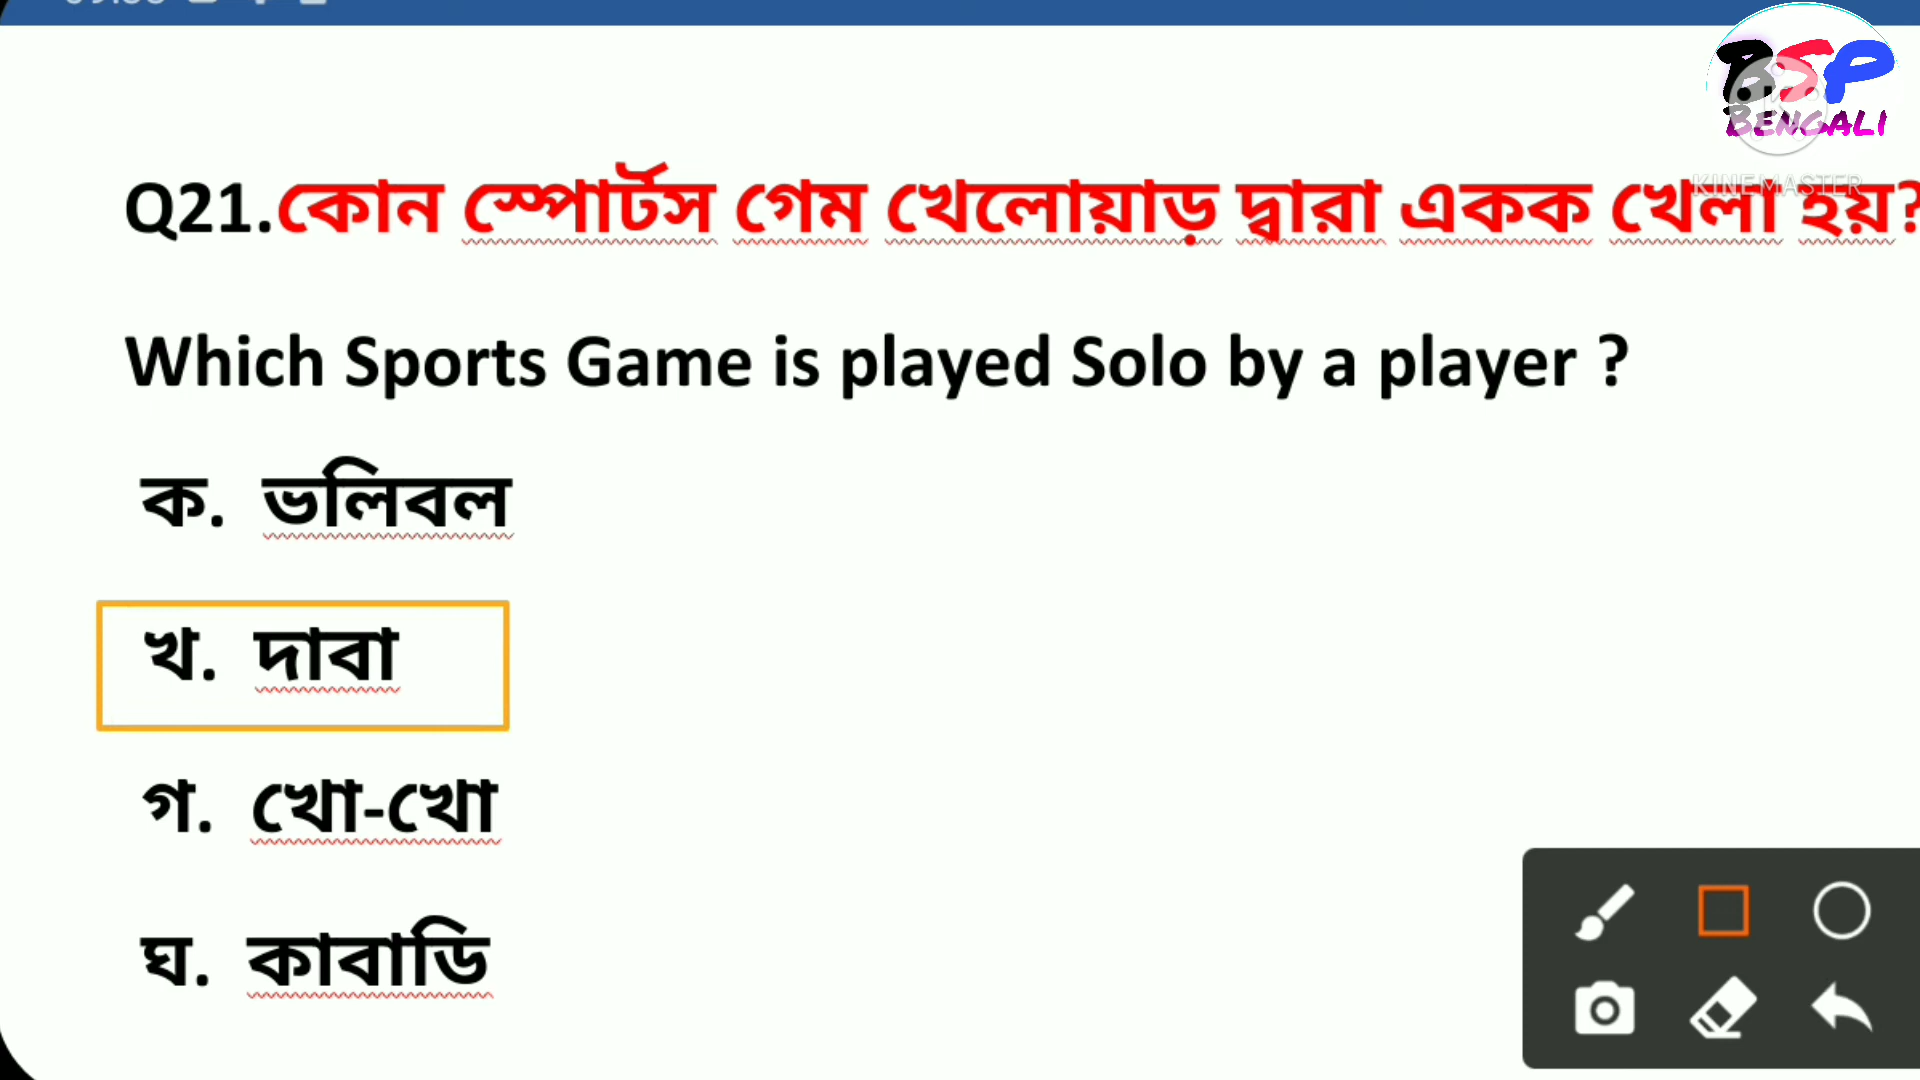 BSP
BENGALI
KINEMASTER
Q21.কোন স্পোর্টস গেম খেলোয়াড় দ্বারা একক খেলা হয়?
Which Sports Game is played Solo by a player ?
ক. ভলিবল
খ. দাবা
গ. খো-খো
ঘ. কাবাডি